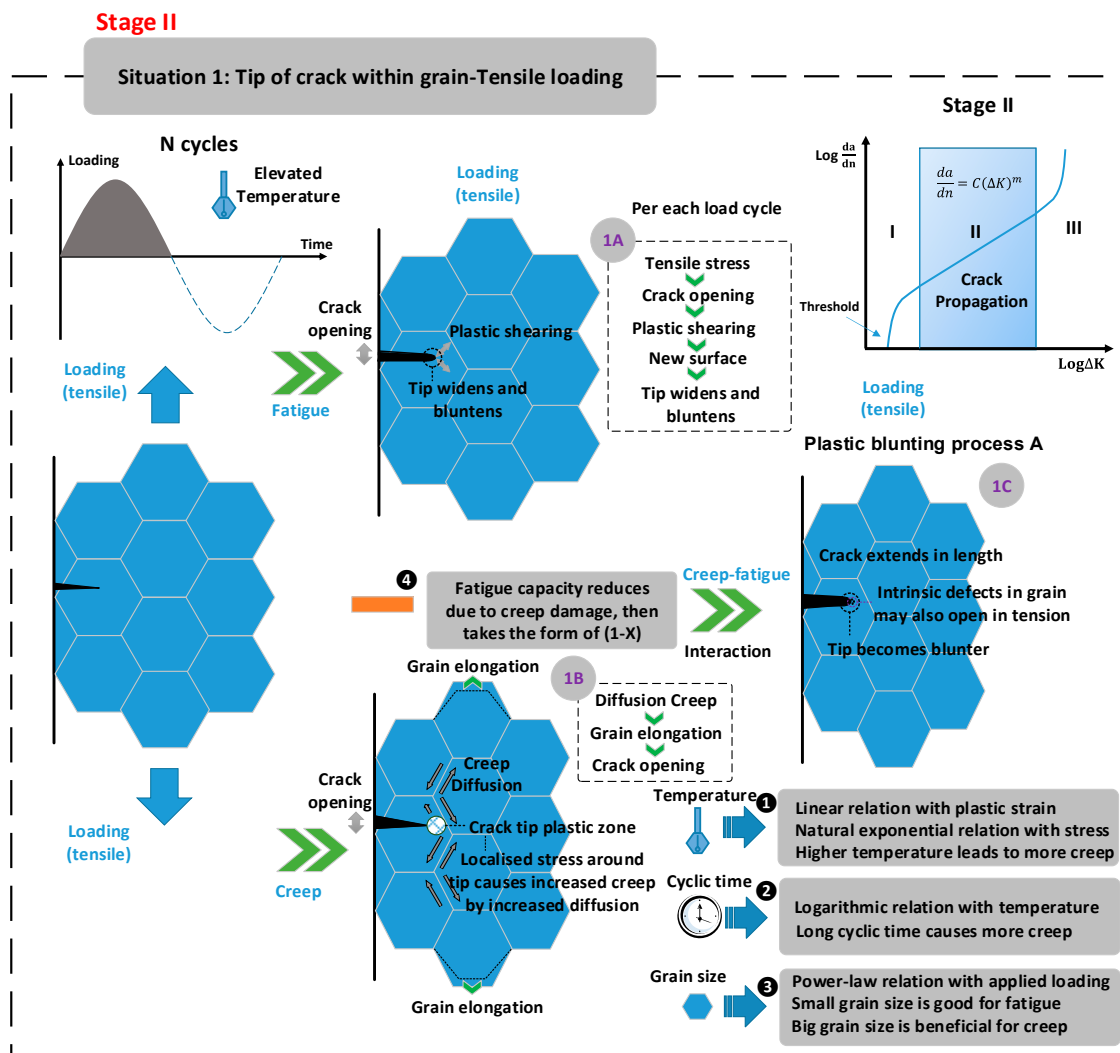 Stage II
Situation 1: Tip of crack within grain-Tensile loading
N cycles
Loading
Elevated
Temperature
Time
Loading
(tensile)
Loading
(tensile)
Fatigue
Loading
(tensile)
Crack
opening
Plastic shearing
Tip widens and
bluntens
Per each load cycle
1A
Tensile stress
Crack opening
Plastic shearing
New surface
Tip widens and
bluntens
Stage II
Log da/dn
da/dn = C(ΔK)^m
I
II
III
Crack
Propagation
Threshold
LogΔK
Loading
(tensile)
Plastic blunting process A
1C
Crack extends in length
Intrinsic defects in grain
may also open in tension
Tip becomes blunter
4
Fatigue capacity reduces
due to creep damage, then
takes the form of (1-X)
Creep-fatigue
Interaction
Grain elongation
1B
Diffusion Creep
Grain elongation
Crack opening
Crack
opening
Creep
Creep
Diffusion
Crack tip plastic zone
Localised stress around
tip causes increased creep
by increased diffusion
Grain elongation
Temperature
1
Linear relation with plastic strain
Natural exponential relation with stress
Higher temperature leads to more creep
Cyclic time
2
Logarithmic relation with temperature
Long cyclic time causes more creep
Grain size
3
Power-law relation with applied loading
Small grain size is good for fatigue
Big grain size is beneficial for creep